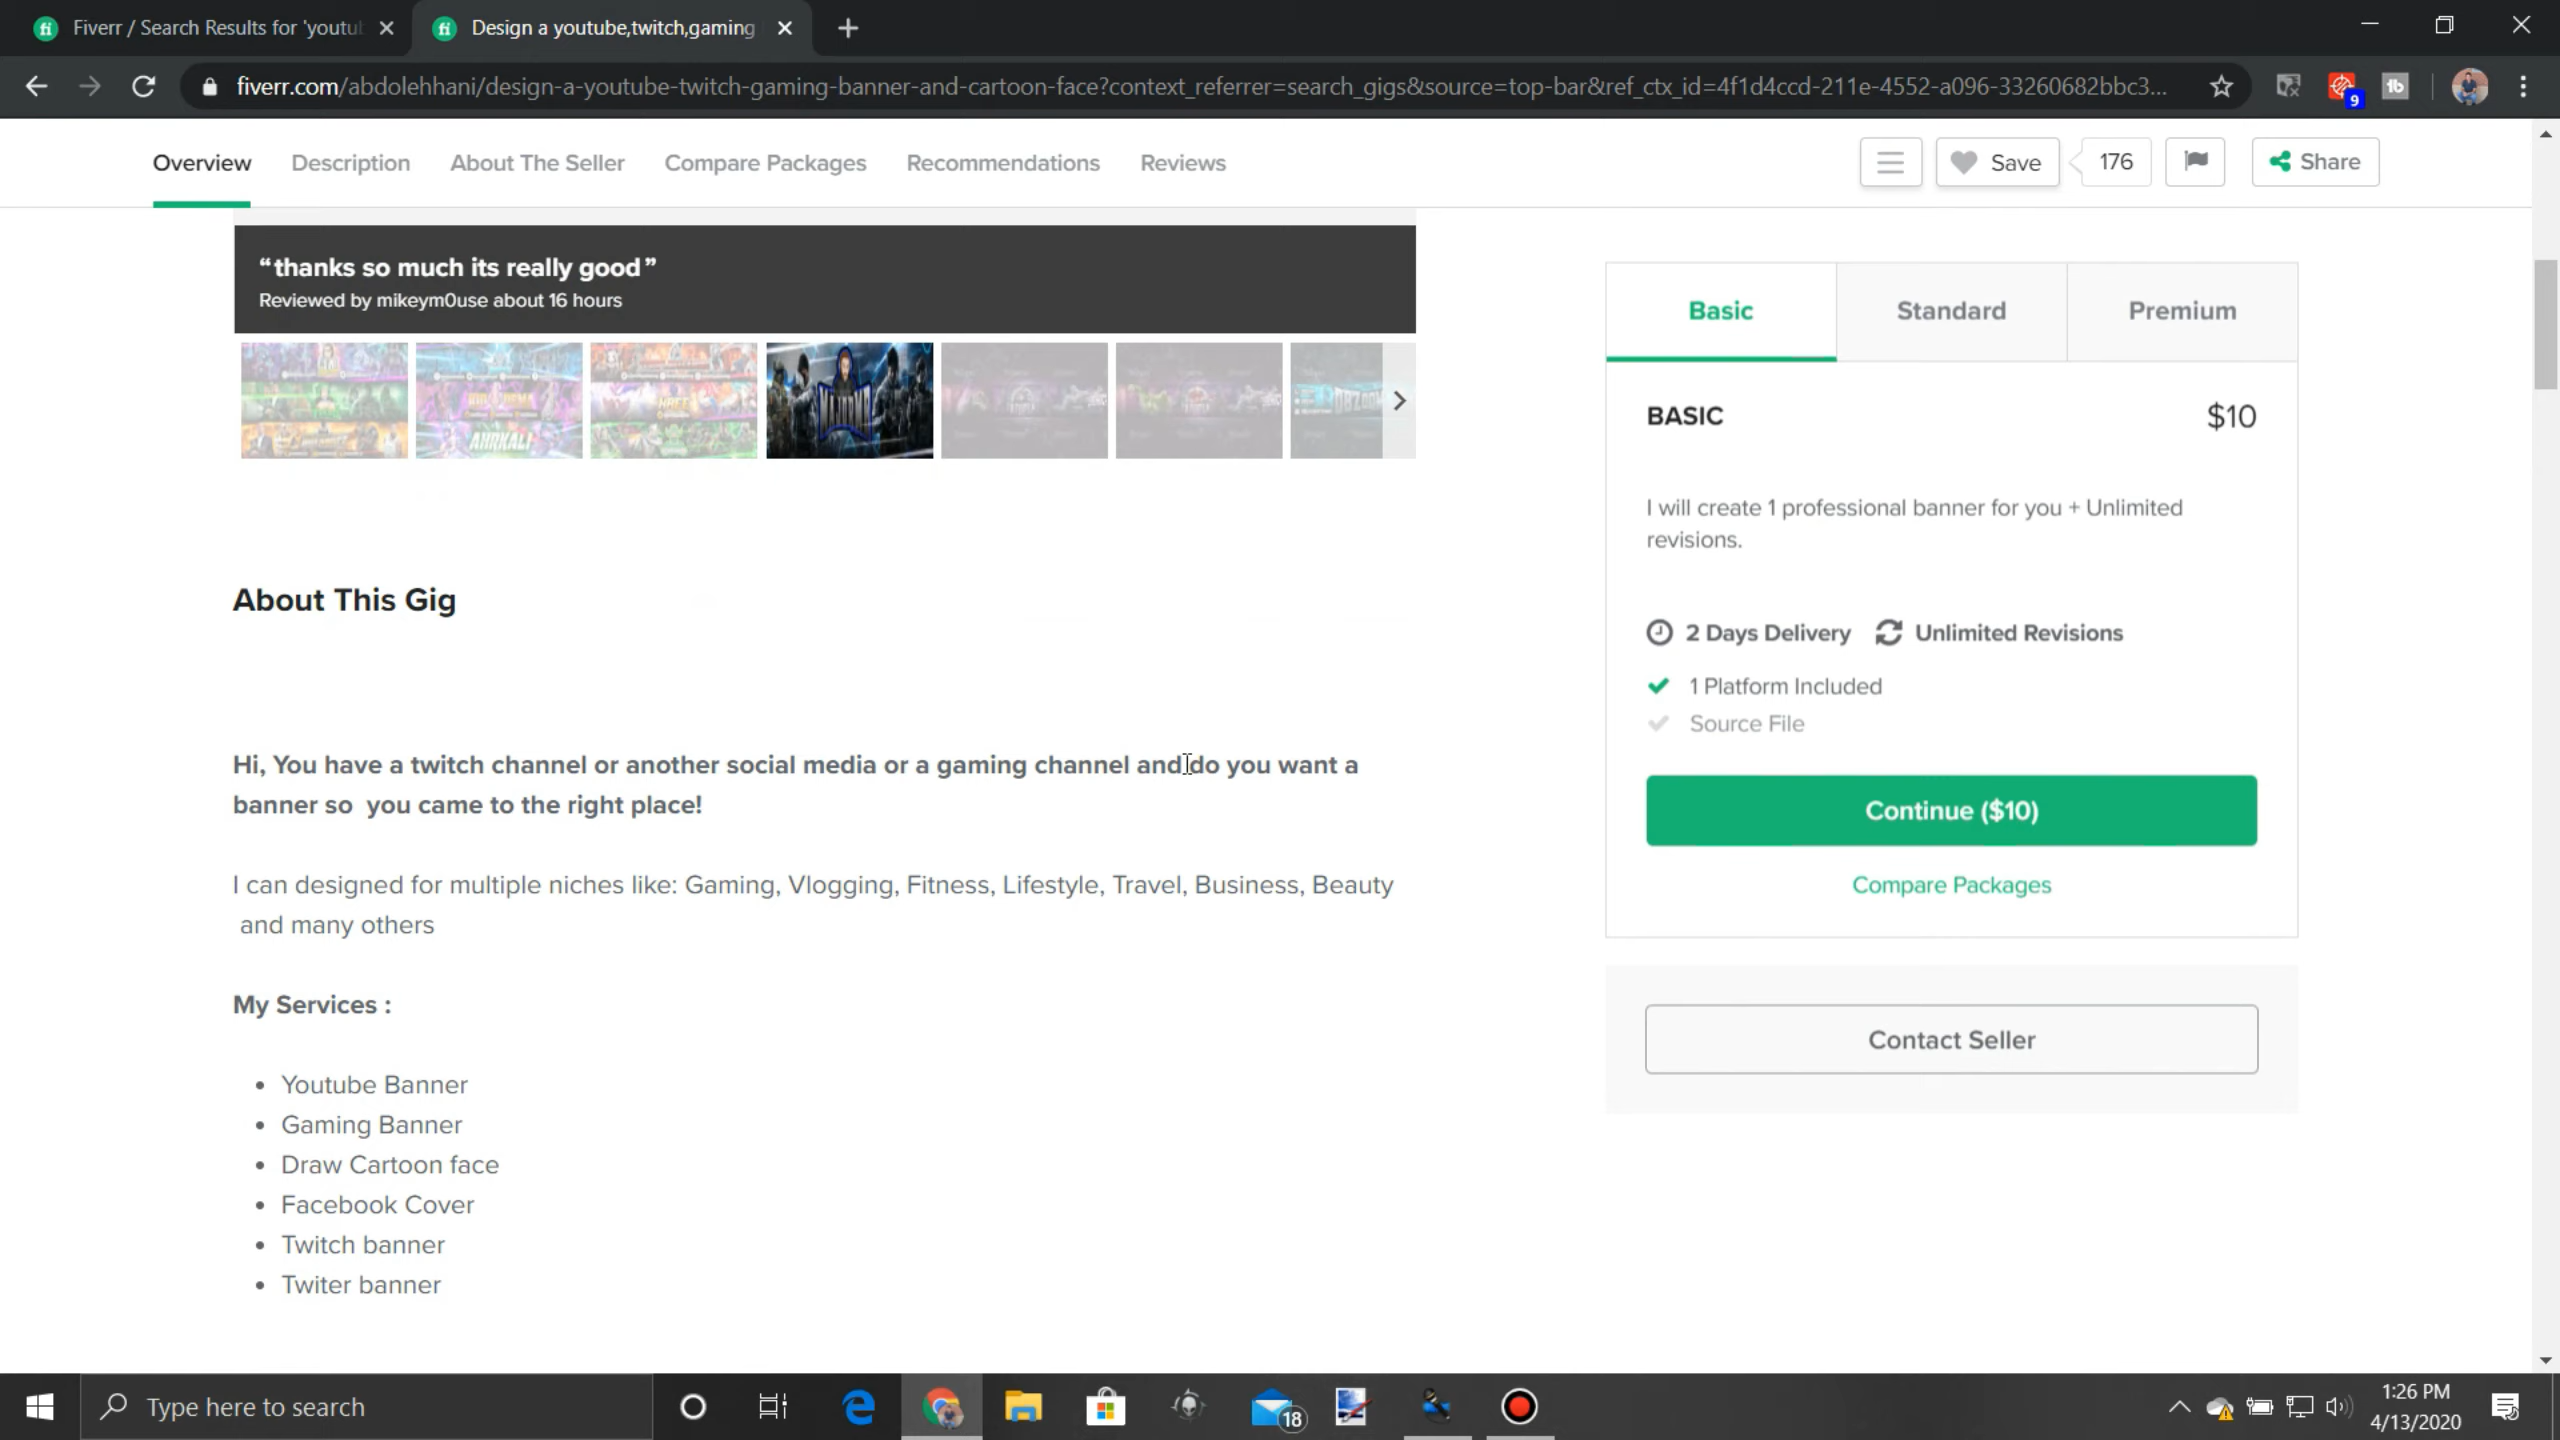 Fiverr / Search Results for 'youtu
Design a youtube,twitch,gaming
fiverr.com/abdolehhani/design-a-youtube-twitch-gaming-banner-and-cartoon-face?context_referrer=search_gigs&source=top-bar&ref_ctx_id=4f1d4ccd-211e-4552-a096-33260682bbc3...
9
Overview
Description
About The Seller
Compare Packages
Recommendations
Reviews
Save
176
Share
“thanks so much its really good”
Reviewed by mikeym0use about 16 hours
Basic
Standard
Premium
BASIC
$10
I will create 1 professional banner for you + Unlimited
revisions.
2 Days Delivery
Unlimited Revisions
1 Platform Included
Source File
Continue ($10)
Compare Packages
Contact Seller
About This Gig
Hi, You have a twitch channel or another social media or a gaming channel and do you want a
banner so  you came to the right place!
I can designed for multiple niches like: Gaming, Vlogging, Fitness, Lifestyle, Travel, Business, Beauty
and many others
My Services :
• Youtube Banner
• Gaming Banner
• Draw Cartoon face
• Facebook Cover
• Twitch banner
• Twiter banner
Type here to search
18
1:26 PM
4/13/2020